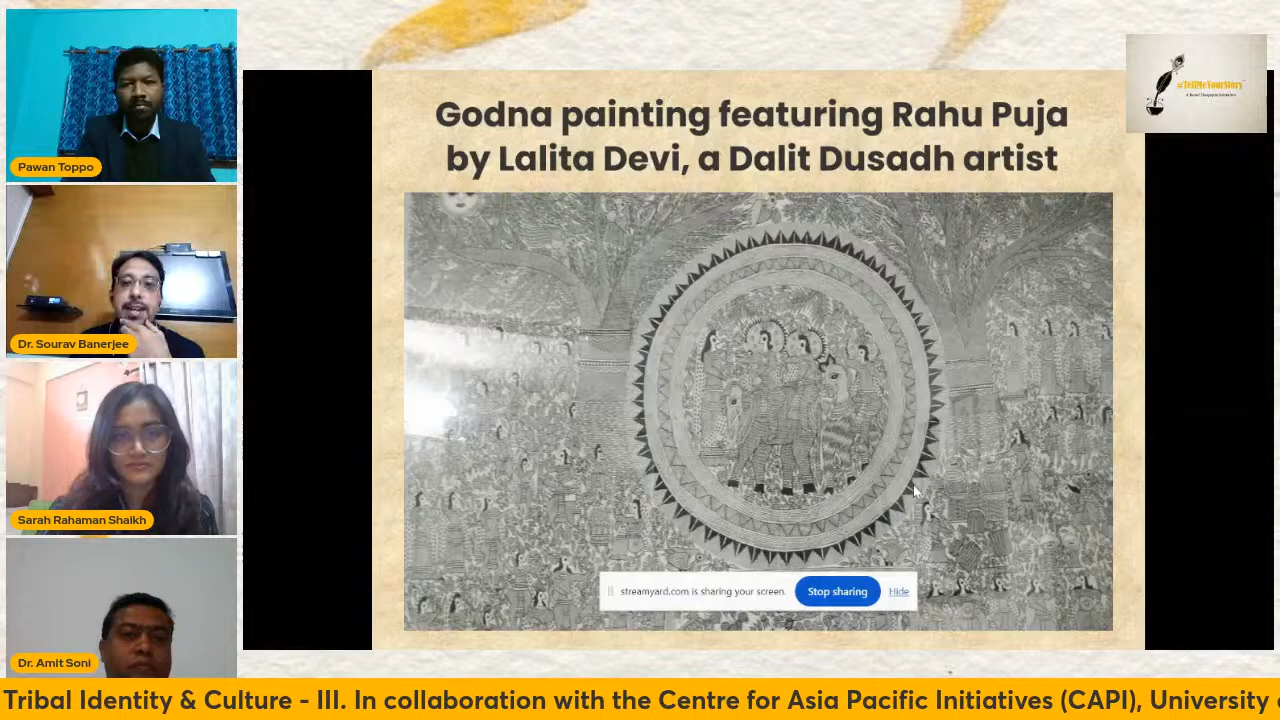 Pawan Toppo
Dr. Sourav Banerjee
Sarah Rahaman Shaikh
Dr. Amit Soni
Godna painting featuring Rahu Puja
by Lalita Devi, a Dalit Dusadh artist
#TellMeYourStory
streamyard.com is sharing your screen.
Stop sharing
Hide
Tribal Identity & Culture - III. In collaboration with the Centre for Asia Pacific Initiatives (CAPI), University